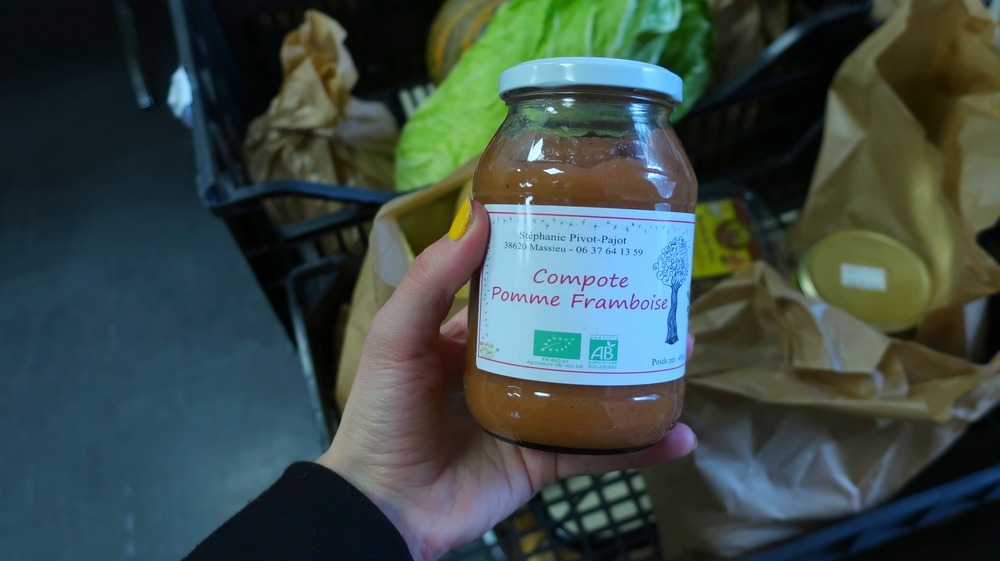 Stéphanie Pivot-Pajot
38620 Massieu - 06 37 64 13 59
Compote
Pomme Framboise
AB
Poids net